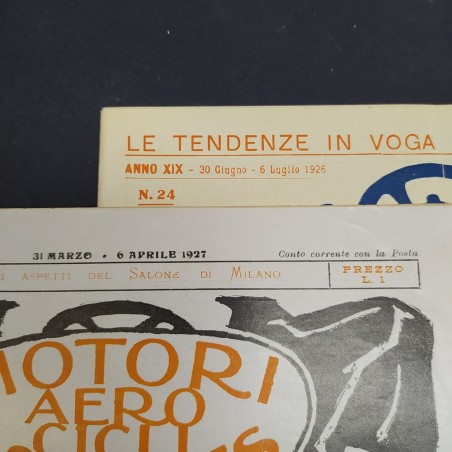 LE TENDENZE IN VOGA
ANNO XIX - 30 Giugno - 6 Luglio 1926
N. 24
31 MARZO - 6 APRILE 1927 Conto corrente con la Posta
I ASPETTI DEL SALONE DI MILANO
PREZZO
L. 1
MOTORI
AERO
CICLI